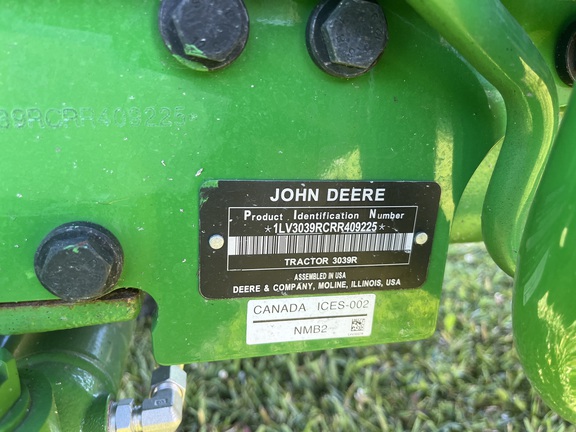 39RCRR409225*
JOHN DEERE
Product Identification Number
*1LV3039RCRR409225*
TRACTOR 3039R
ASSEMBLED IN USA
DEERE & COMPANY, MOLINE, ILLINOIS, USA
CANADA ICES-002
NMB2